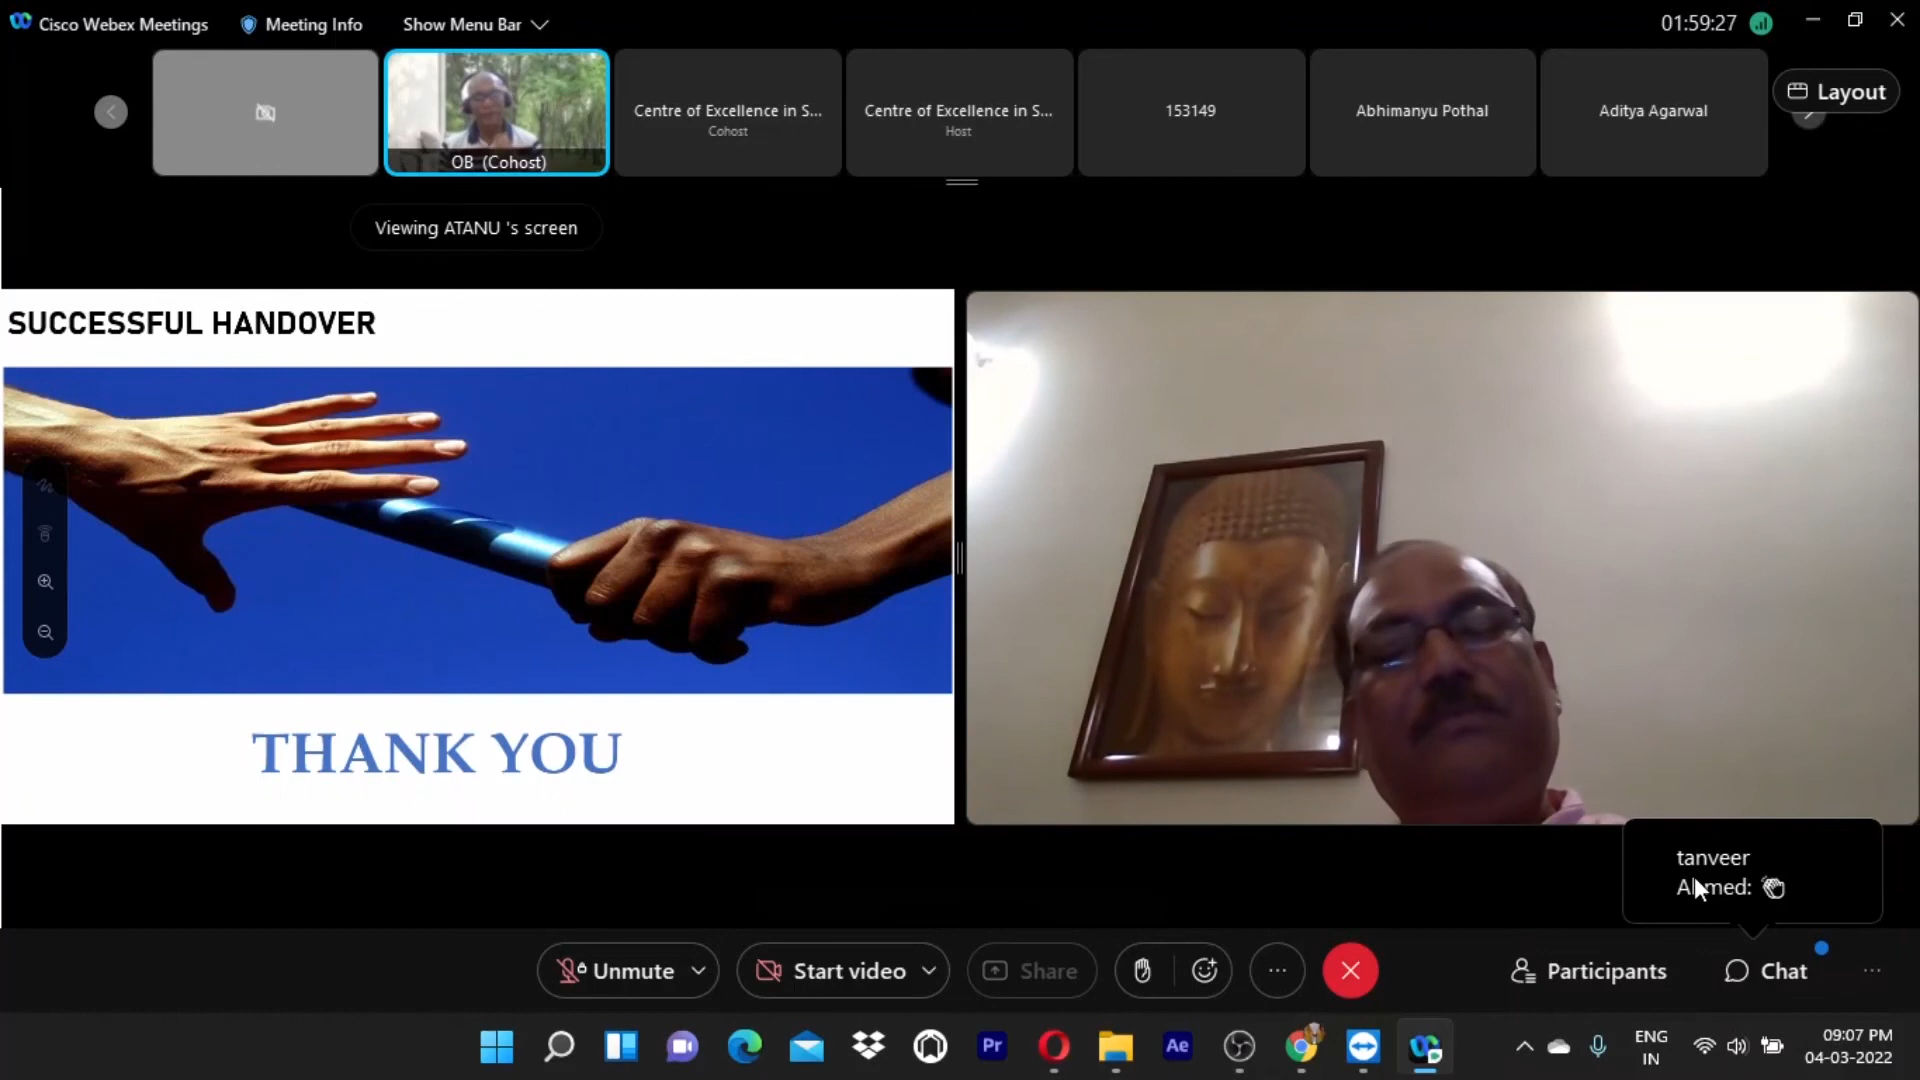 Cisco Webex Meetings
Meeting Info
Show Menu Bar
01:59:27
OB (Cohost)
Centre of Excellence in S...
Cohost
Centre of Excellence in S...
Host
153149
Abhimanyu Pothal
Aditya Agarwal
Layout
Viewing ATANU 's screen
SUCCESSFUL HANDOVER
THANK YOU
tanveer
Ahmed:
Unmute
Start video
Share
Participants
Chat
Pr
Ae
ENG
IN
09:07 PM
04-03-2022